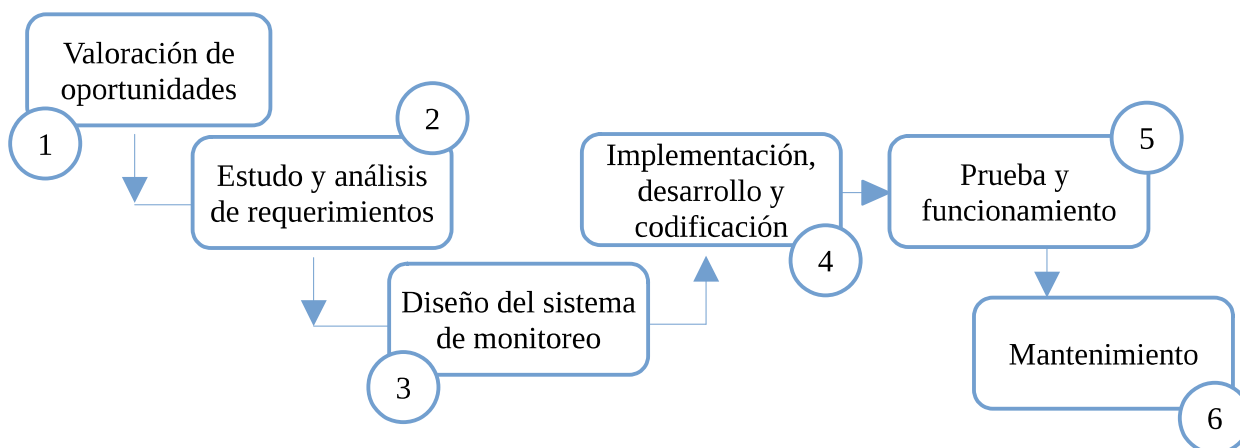 Valoración de
oportunidades
1
2
Estudo y análisis
de requerimientos
Diseño del sistema
de monitoreo
3
Implementación,
desarrollo y
codificación
4
5
Prueba y
funcionamiento
Mantenimiento
6